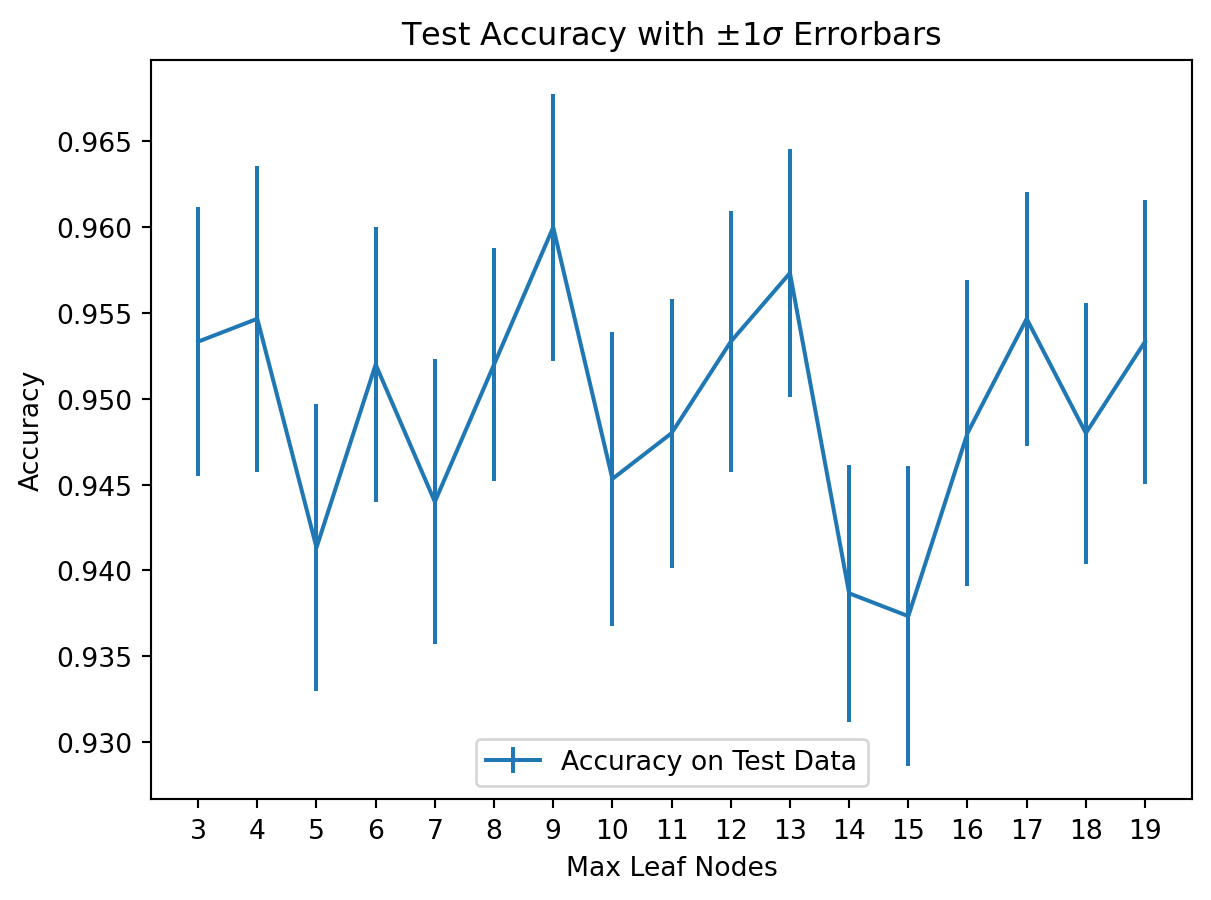 Test Accuracy with ±1σ Errorbars
Accuracy
0.965
0.960
0.955
0.950
0.945
0.940
0.935
0.930
Accuracy on Test Data
3 4 5 6 7 8 9 10 11 12 13 14 15 16 17 18 19
Max Leaf Nodes